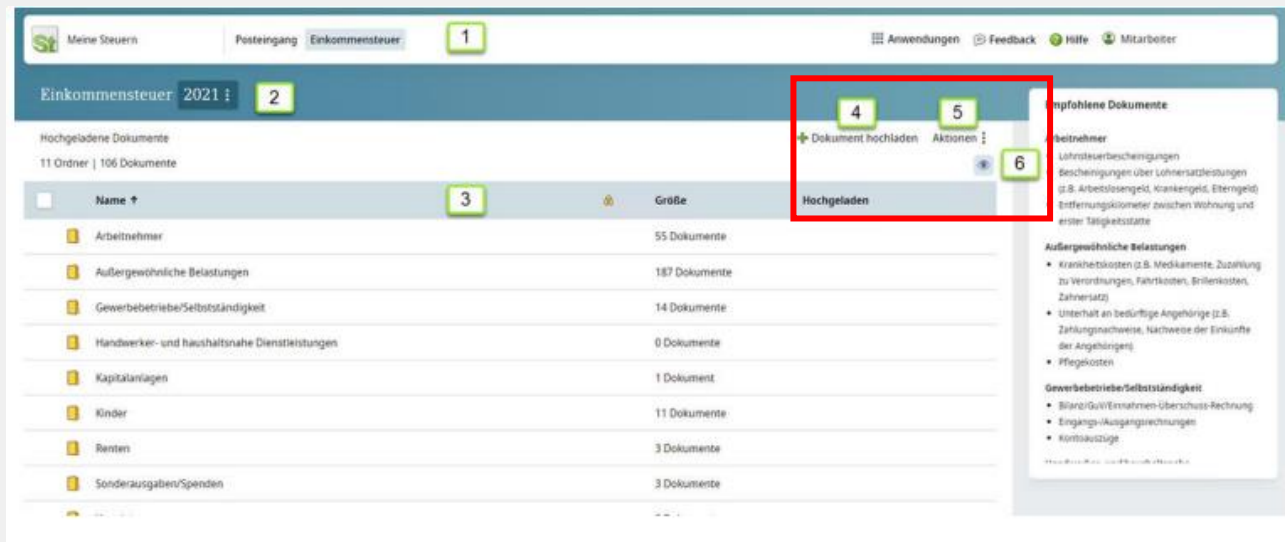 St Meine Steuern Posteingang Einkommensteuer 1 Anwendungen Feedback Hilfe Mitarbeiter
Einkommensteuer 2021 2
4 5
Hochgeladene Dokumente Dokument hochladen Aktionen
11 Ordner | 106 Dokumente 6
Name 3 Größe Hochgeladen
Arbeitnehmer 55 Dokumente
Außergewöhnliche Belastungen 187 Dokumente
Gewerbebetriebe/Selbstständigkeit 14 Dokumente
Handwerker- und haushaltsnahe Dienstleistungen 0 Dokumente
Kapitalanlagen 1 Dokument
Kinder 11 Dokumente
Renten 3 Dokumente
Sonderausgaben/Spenden 3 Dokumente
Empfohlene Dokumente
Arbeitnehmer
Lohnsteuerbescheinigungen
Bescheinigungen über Lohnersatzleistungen
(z.B. Arbeitslosengeld, Krankengeld, Elterngeld)
Entfernungskilometer zwischen Wohnung und
erster Tätigkeitsstätte
Außergewöhnliche Belastungen
Krankheitskosten (z.B. Medikamente, Zuzahlung
zu Verordnungen, Fahrtkosten, Brillenkosten,
Zahnersatz)
Unterhalt an bedürftige Angehörige (z.B.
Zahlungsnachweise, Nachweise der Einkünfte
der Angehörigen)
Pflegekosten
Gewerbebetriebe/Selbstständigkeit
Bilanz/GuV/Einnahmen-Überschuss-Rechnung
Eingangs-/Ausgangsrechnungen
Kontoauszüge